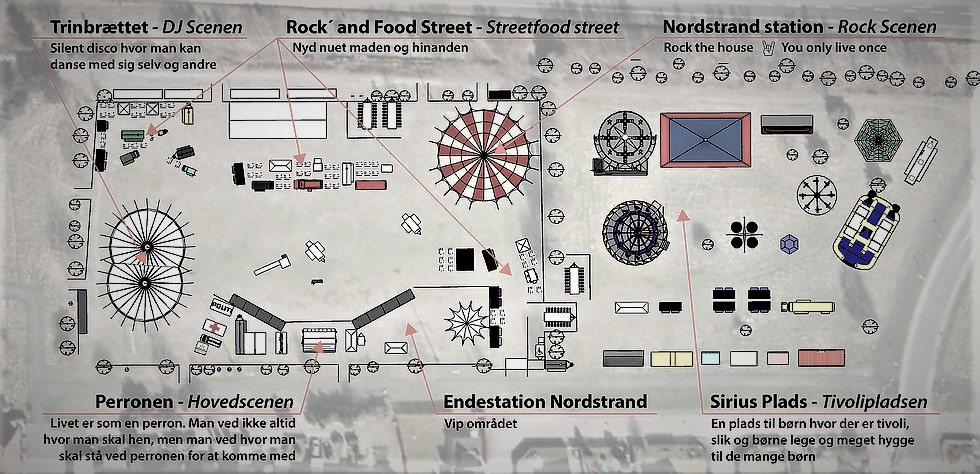 Trinbrættet - DJ Scenen
Silent disco hvor man kan
danse med sig selv og andre
Rock´ and Food Street - Streetfood street
Nyd nuet maden og hinanden
Nordstrand station - Rock Scenen
Rock the house You only live once
POLITI
Perronen - Hovedscenen
Livet er som en perron. Man ved ikke altid
hvor man skal hen, men man ved hvor man
skal stå ved perronen for at komme med
Endestation Nordstrand
Vip området
Sirius Plads - Tivolipladsen
En plads til børn hvor der er tivoli,
slik og børne lege og meget hygge
til de mange børn